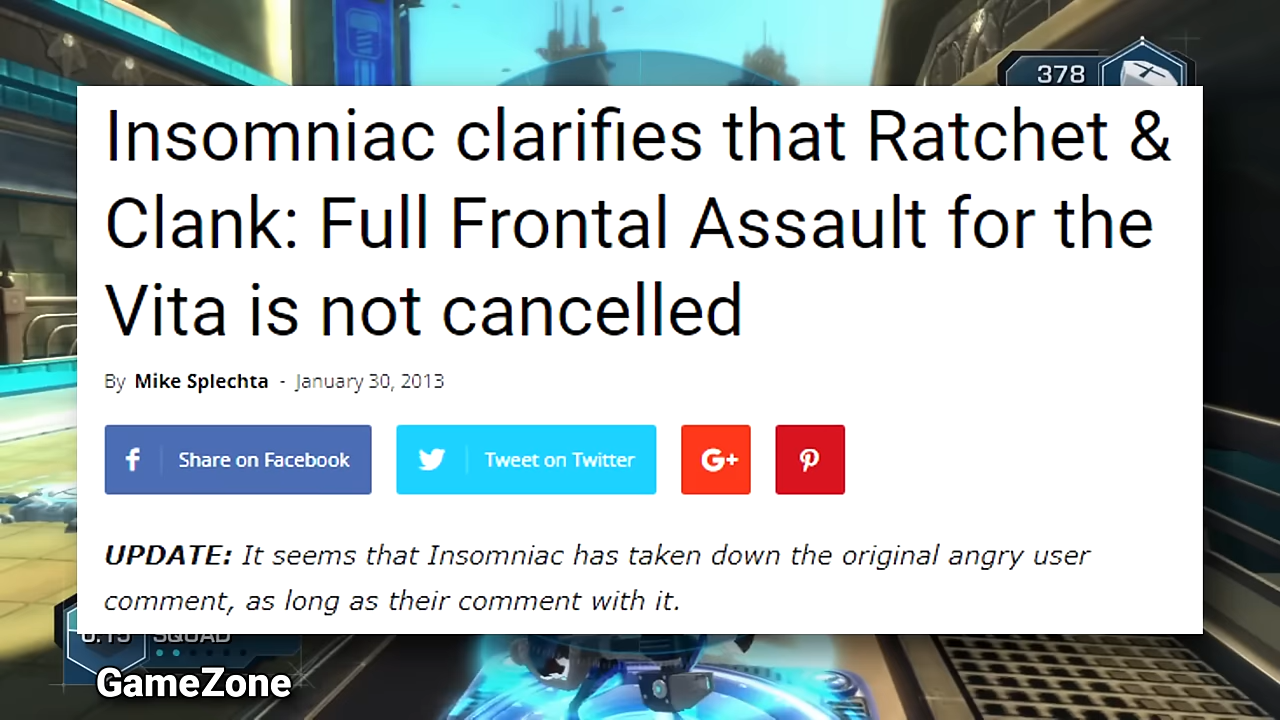 378
Insomniac clarifies that Ratchet &
Clank: Full Frontal Assault for the
Vita is not cancelled
By Mike Splechta - January 30, 2013
Share on Facebook
Tweet on Twitter
G+
UPDATE: It seems that Insomniac has taken down the original angry user
comment, as long as their comment with it.
SQUAD
GameZone